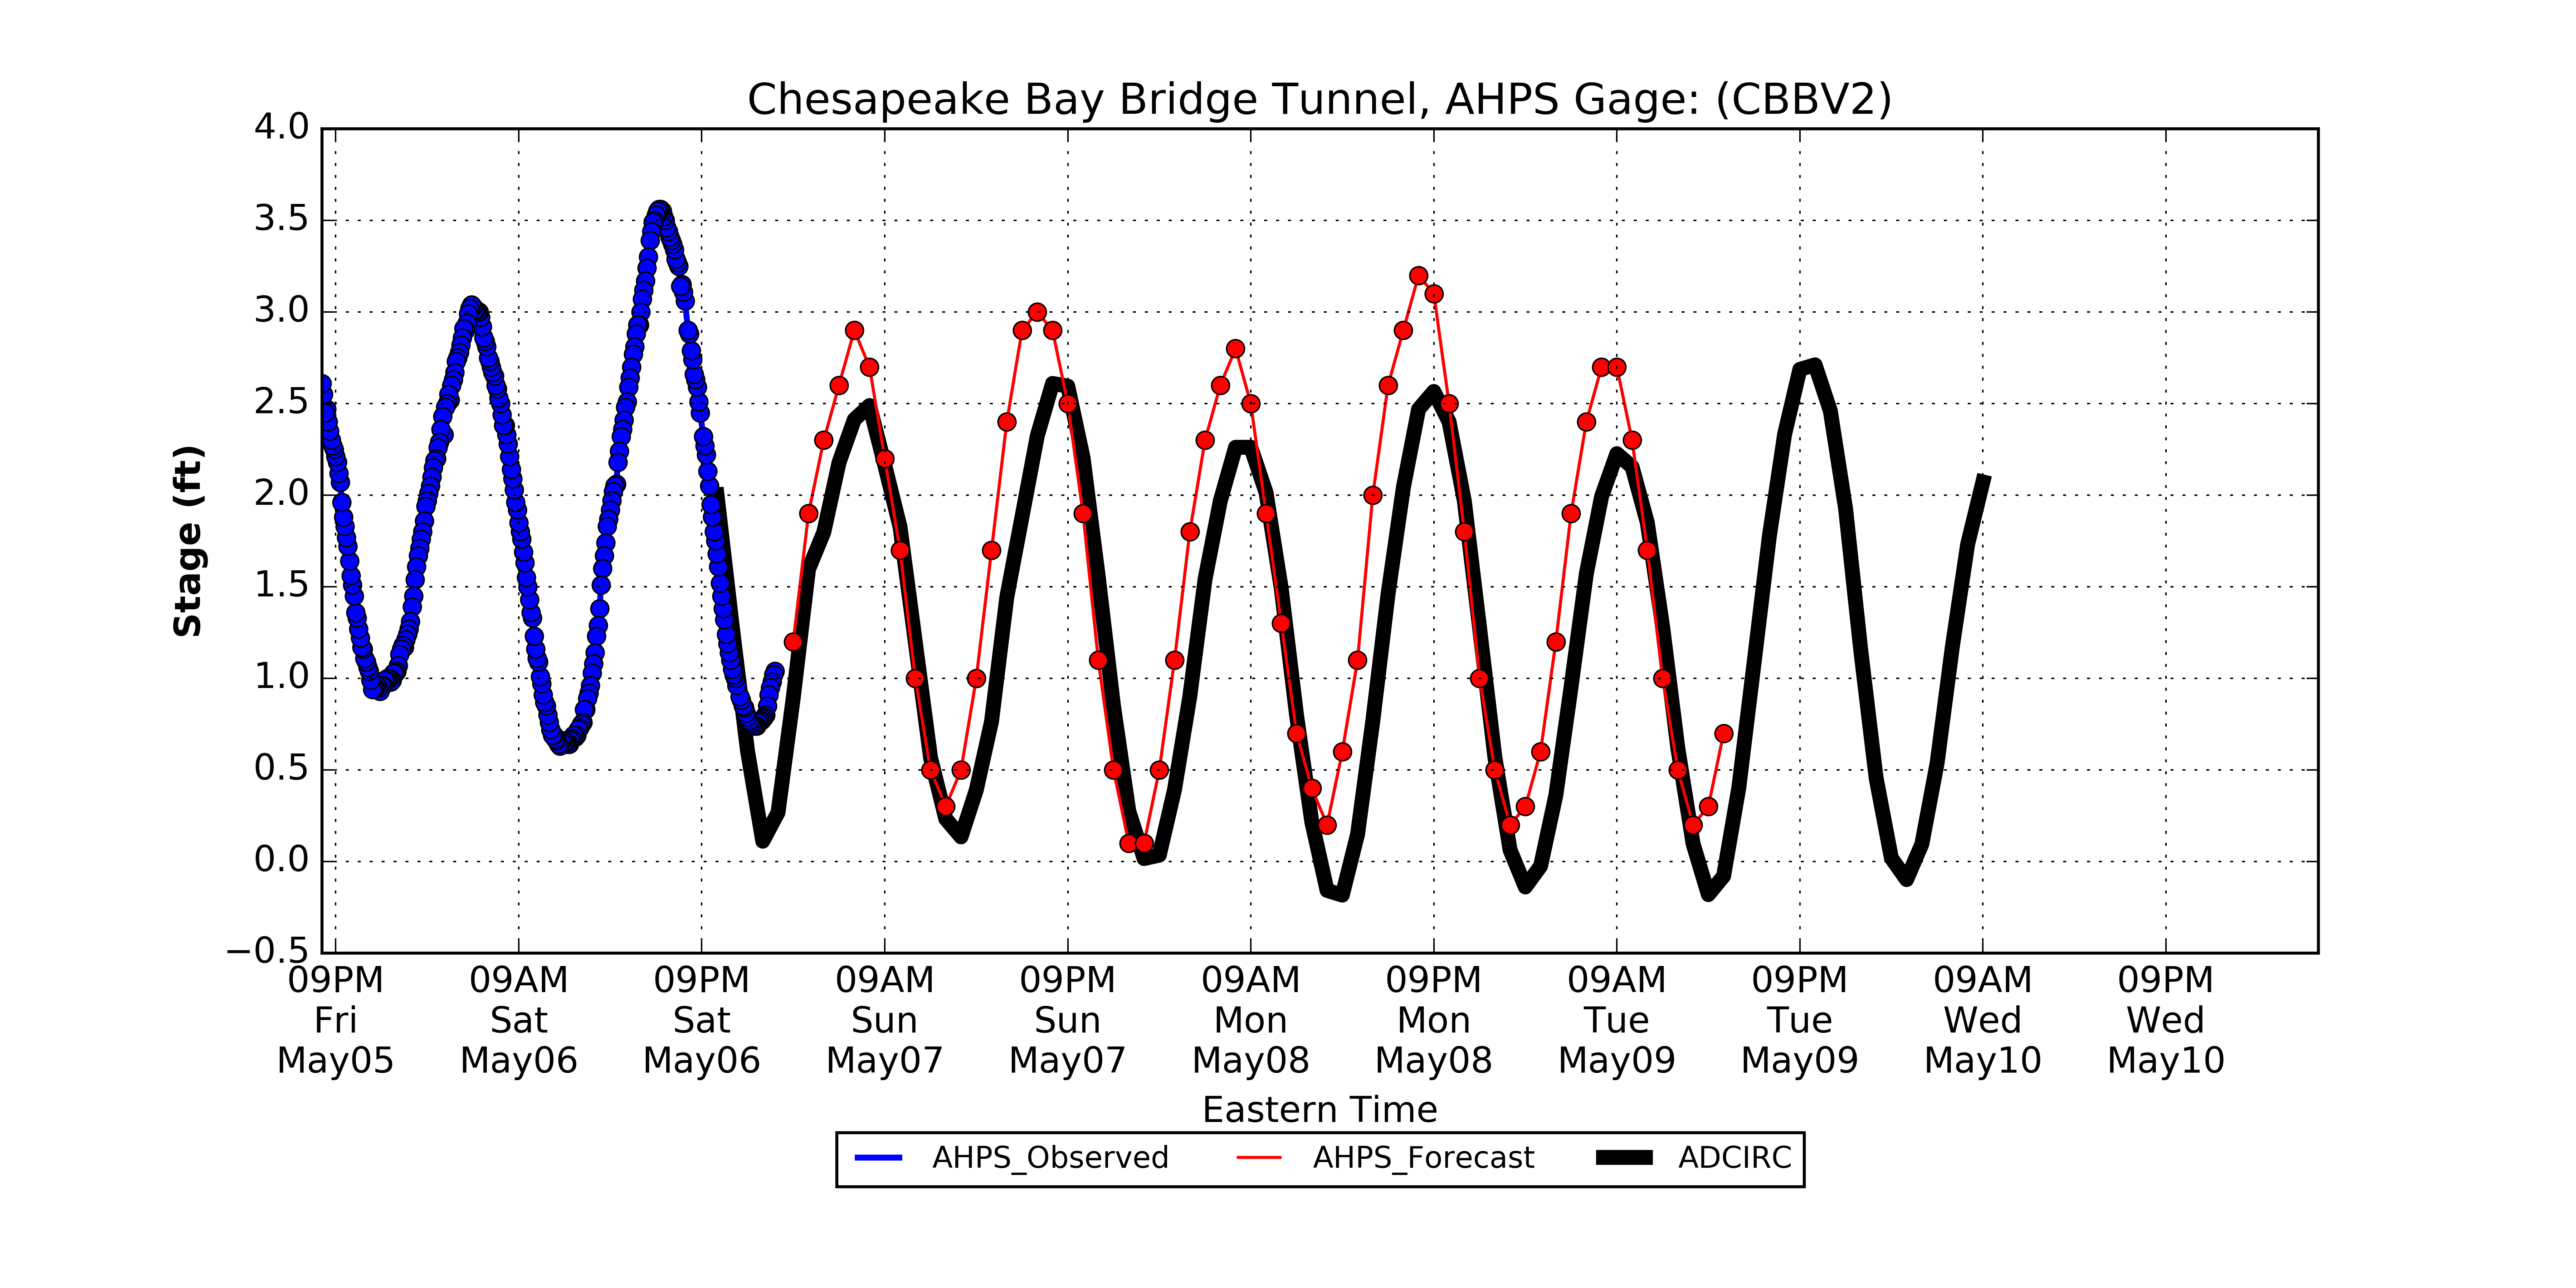 Chesapeake Bay Bridge Tunnel, AHPS Gage: (CBBV2)
4.0
3.5
3.0
2.5
2.0
1.5
1.0
0.5
0.0
−0.5
Stage (ft)
09PM 09AM 09PM 09AM 09PM 09AM 09PM 09AM 09PM 09AM 09PM
Fri Sat Sat Sun Sun Mon Mon Tue Tue Wed Wed
May05 May06 May06 May07 May07 May08 May08 May09 May09 May10 May10
Eastern Time
AHPS_Observed AHPS_Forecast ADCIRC